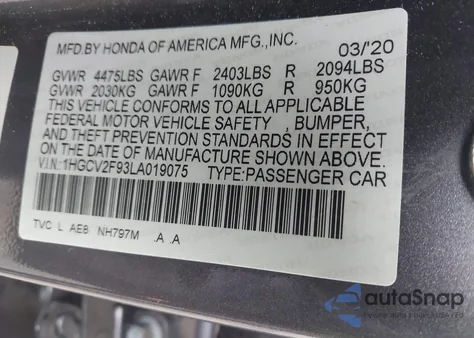 MFD.BY HONDA OF AMERICA MFG.,INC. 03/20
GVWR 4475LBS GAWR F 2403LBS R 2094LBS
GVWR 2030KG GAWR F 1090KG R 950KG
THIS VEHICLE CONFORMS TO ALL APPLICABLE
FEDERAL MOTOR VEHICLE SAFETY , BUMPER,
AND THEFT PREVENTION STANDARDS IN EFFECT
ON THE DATE OF MANUFACTURE SHOWN ABOVE.
V.I.N.:1HGCV2F93LA019075 TYPE:PASSENGER CAR
TVC L AE8 NH797M .A .A
autoSnap